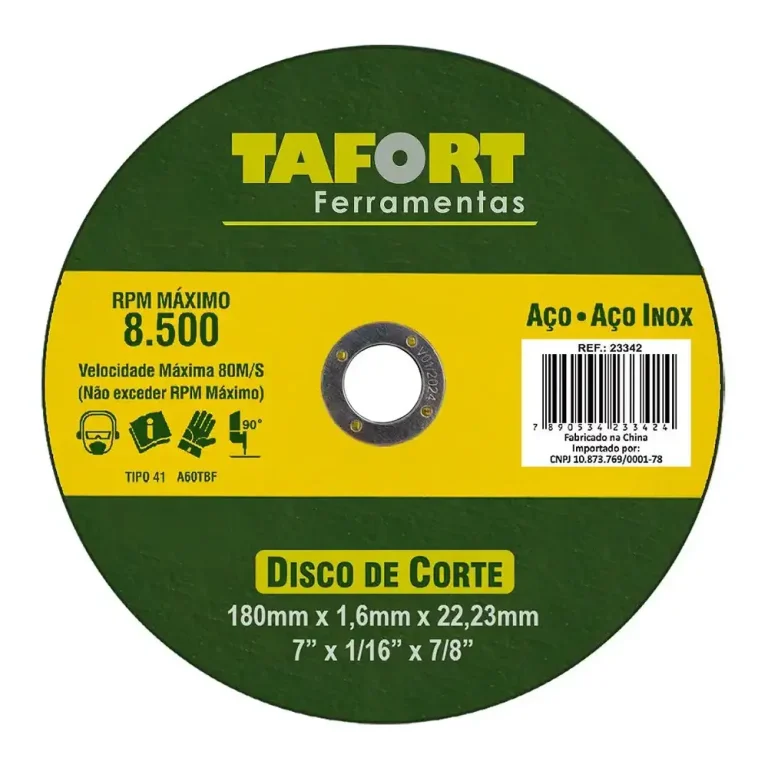 TAFORT
Ferramentas
RPM MÁXIMO
8.500
Velocidade Máxima 80M/S
(Não exceder RPM Máximo)
90°
TIPO 41 A60TBF
V01/2024
AÇO • AÇO INOX
REF.: 23342
7 890534 233424
Fabricado na China
Importado por:
CNPJ 10.873.769/0001-78
DISCO DE CORTE
180mm x 1,6mm x 22,23mm
7” x 1/16” x 7/8”